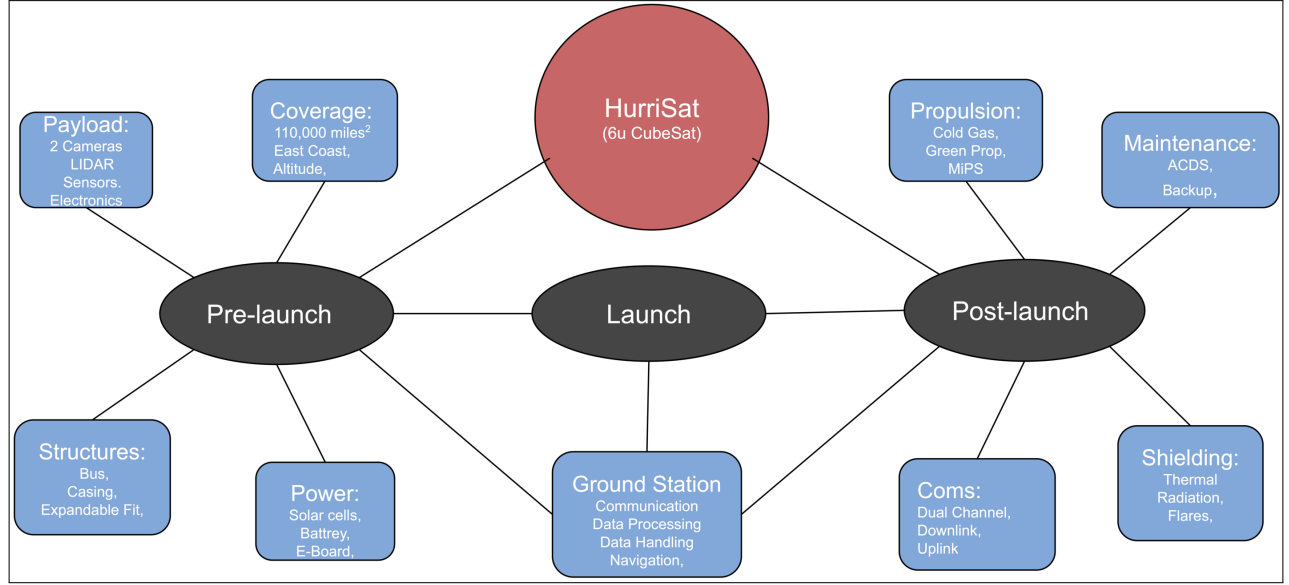 HurriSat
(6u CubeSat)
Payload:
2 Cameras
LIDAR
Sensors.
Electronics
Coverage:
110,000 miles²
East Coast,
Altitude,
Propulsion:
Cold Gas,
Green Prop,
MiPS
Maintenance:
ACDS,
Backup,
Pre-launch
Launch
Post-launch
Structures:
Bus,
Casing,
Expandable Fit,
Power:
Solar cells,
Battrey,
E-Board,
Ground Station
Communication
Data Processing
Data Handling
Navigation,
Coms:
Dual Channel,
Downlink,
Uplink
Shielding:
Thermal
Radiation,
Flares,